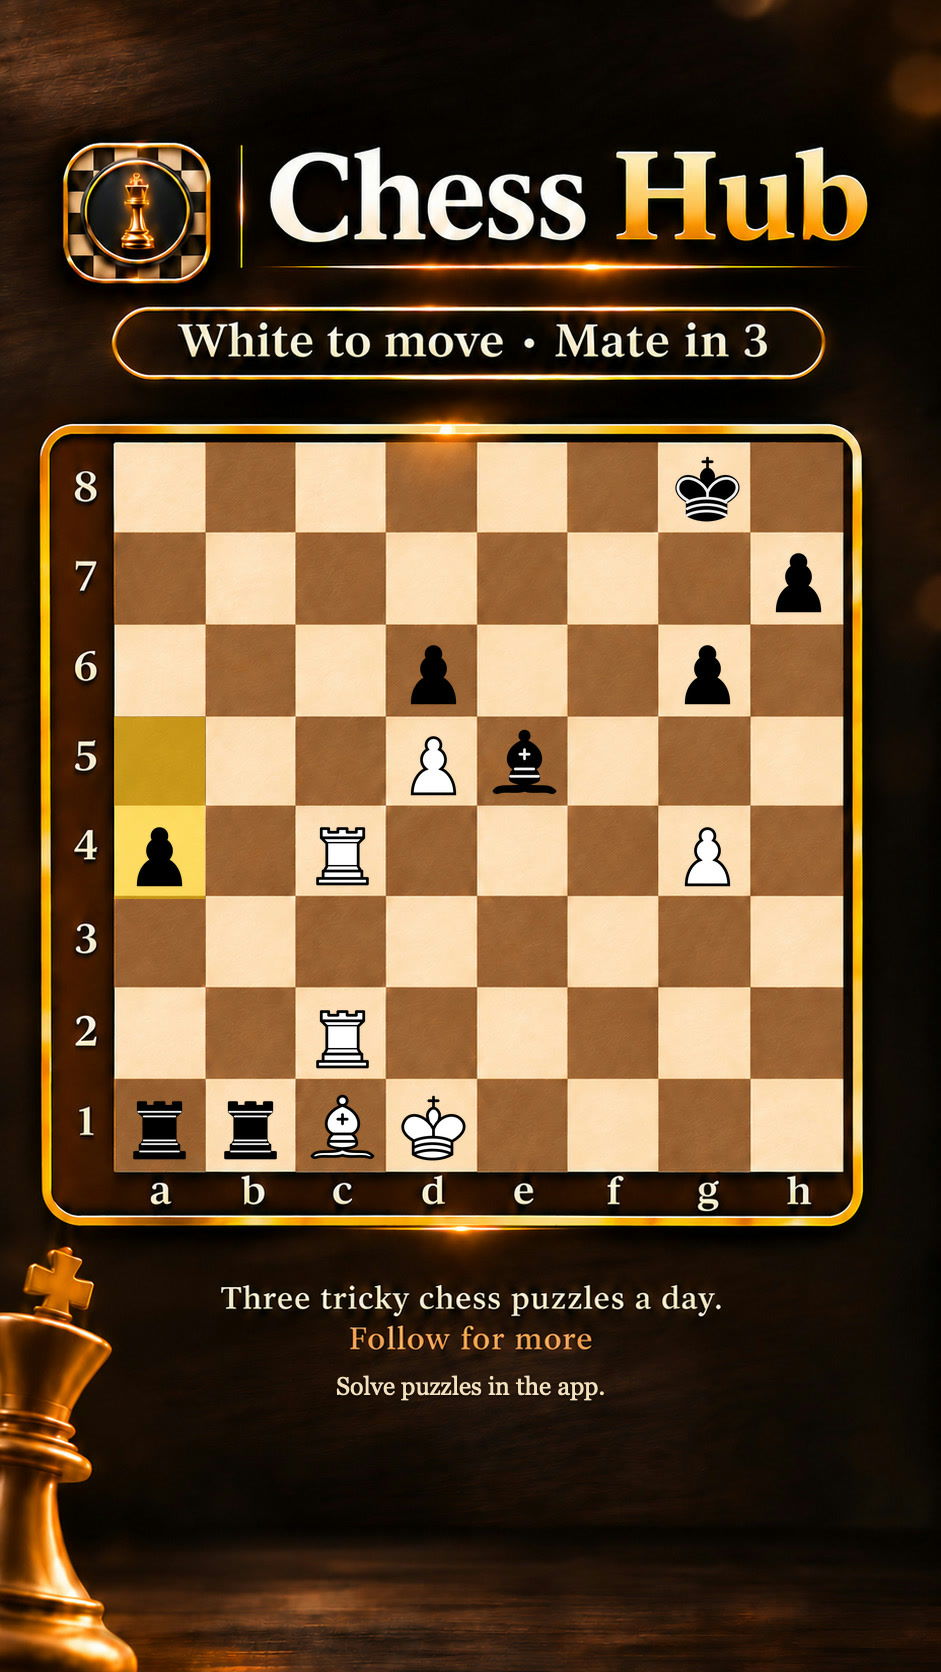 Chess Hub
White to move • Mate in 3
8
7
6
5
4
3
2
1
a b c d e f g h
Three tricky chess puzzles a day.
Follow for more
Solve puzzles in the app.